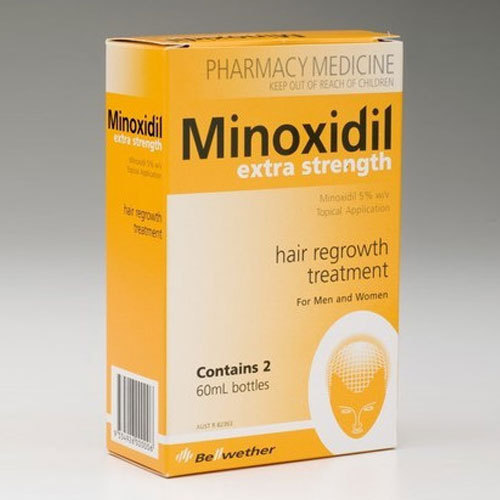 PHARMACY MEDICINE
KEEP OUT OF REACH OF CHILDREN
Minoxidil
extra strength
Minoxidil 5% w/v
Topical Application
hair regrowth
treatment
For Men and Women
Contains 2
60mL bottles
Bellwether
Minoxidil
extra strength
Minoxidil 5% w/v
Topical Application
hair regrowth
treatment